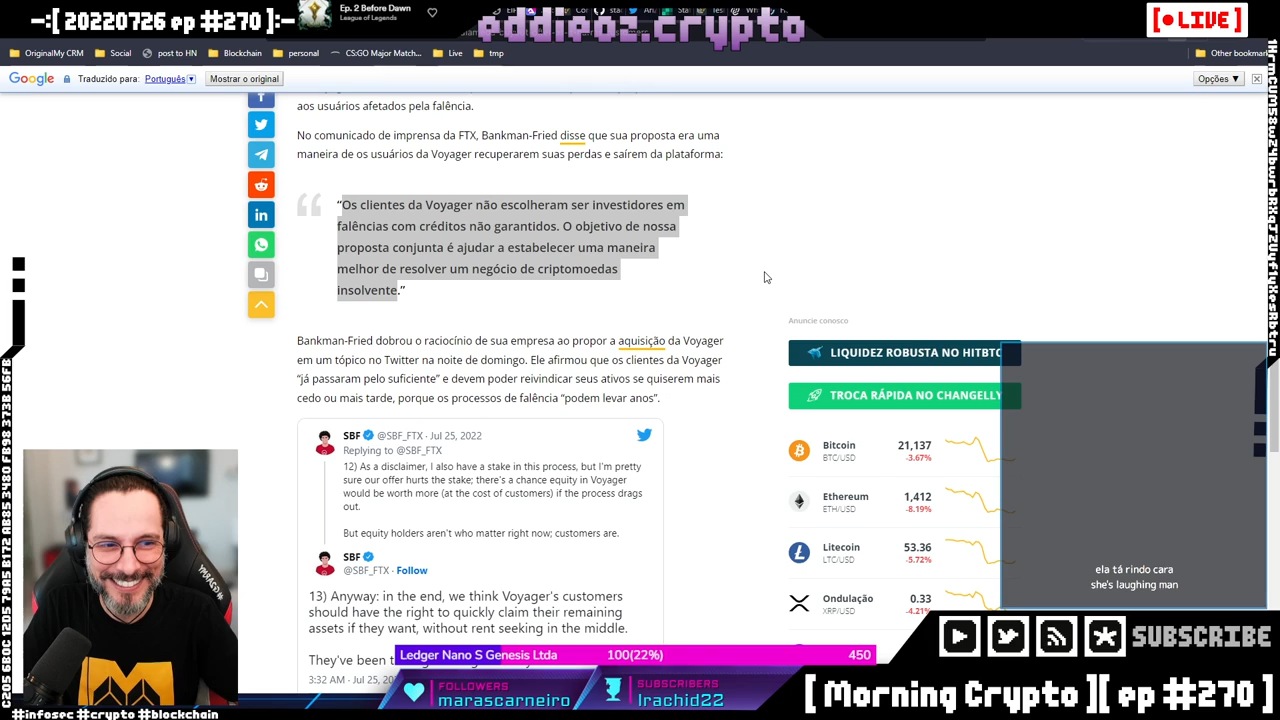 -:[ 20220726 ep #270 ]:-
Ep. 2 Before Dawn
League of Legends
eddieoz.crypto
[●LIVE]
OriginalMy CRM
Social
post to HN
Blockchain
personal
CS:GO Major Match...
Live
tmp
Other bookmar
Google
Traduzido para: Português
Mostrar o original
Opções ▼
aos usuários afetados pela falência.
No comunicado de imprensa da FTX, Bankman-Fried disse que sua proposta era uma
maneira de os usuários da Voyager recuperarem suas perdas e saírem da plataforma:
“Os clientes da Voyager não escolheram ser investidores em
falências com créditos não garantidos. O objetivo de nossa
proposta conjunta é ajudar a estabelecer uma maneira
melhor de resolver um negócio de criptomoedas
insolvente.”
Bankman-Fried dobrou o raciocínio de sua empresa ao propor a aquisição da Voyager
em um tópico no Twitter na noite de domingo. Ele afirmou que os clientes da Voyager
“já passaram pelo suficiente” e devem poder reivindicar seus ativos se quiserem mais
cedo ou mais tarde, porque os processos de falência “podem levar anos”.
SBF @SBF_FTX · Jul 25, 2022
Replying to @SBF_FTX
12) As a disclaimer, I also have a stake in this process, but I'm pretty
sure our offer hurts the stake; there's a chance equity in Voyager
would be worth more (at the cost of customers) if the process drags
out.
But equity holders aren't who matter right now; customers are.
SBF
@SBF_FTX · Follow
13) Anyway: in the end, we think Voyager's customers
should have the right to quickly claim their remaining
assets if they want, without rent seeking in the middle.
They've been t
3:32 AM · Jul 25, 20
Anuncie conosco
LIQUIDEZ ROBUSTA NO HITBTC
TROCA RÁPIDA NO CHANGELLY
Bitcoin
BTC/USD
21,137
-3.67%
Ethereum
ETH/USD
1,412
-8.19%
Litecoin
LTC/USD
53.36
-5.72%
Ondulação
XRP/USD
0.33
-4.21%
ela tá rindo cara
she's laughing man
Ledger Nano S Genesis Ltda
100(22%)
450
FOLLOWERS
marascarneiro
SUBSCRIBERS
lrachid22
SUBSCRIBE
[ Morning Crypto ][ ep #270 ]
#infosec #crypto #blockchain